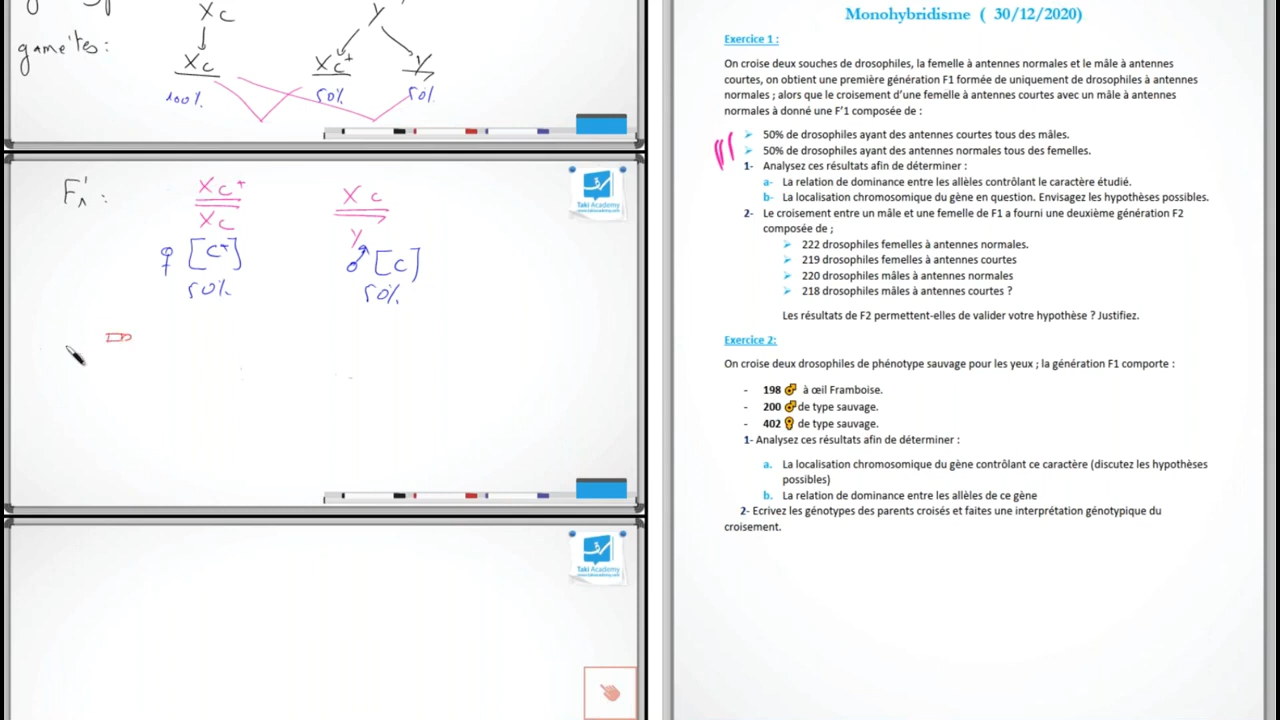 Xc Y
gamètes:
Xc Xc+ Y
100% 50% 50%
F'1 :
Xc+ Xc
Xc Y
♀ [c+] ♂ [c]
50% 50%
Taki Academy
www.takiacademy.com
Taki Academy
www.takiacademy.com
Monohybridisme ( 30/12/2020)
Exercice 1 :
On croise deux souches de drosophiles, la femelle à antennes normales et le mâle à antennes
courtes, on obtient une première génération F1 formée de uniquement de drosophiles à antennes
normales ; alors que le croisement d'une femelle à antennes courtes avec un mâle à antennes
normales à donné une F'1 composée de :
➢ 50% de drosophiles ayant des antennes courtes tous des mâles.
➢ 50% de drosophiles ayant des antennes normales tous des femelles.
1- Analysez ces résultats afin de déterminer :
a- La relation de dominance entre les allèles contrôlant le caractère étudié.
b- La localisation chromosomique du gène en question. Envisagez les hypothèses possibles.
2- Le croisement entre un mâle et une femelle de F1 a fourni une deuxième génération F2
composée de ;
➢ 222 drosophiles femelles à antennes normales.
➢ 219 drosophiles femelles à antennes courtes
➢ 220 drosophiles mâles à antennes normales
➢ 218 drosophiles mâles à antennes courtes ?
Les résultats de F2 permettent-elles de valider votre hypothèse ? Justifiez.
Exercice 2:
On croise deux drosophiles de phénotype sauvage pour les yeux ; la génération F1 comporte :
- 198 ♂ à œil Framboise.
- 200 ♂ de type sauvage.
- 402 ♀ de type sauvage.
1- Analysez ces résultats afin de déterminer :
a. La localisation chromosomique du gène contrôlant ce caractère (discutez les hypothèses
possibles)
b. La relation de dominance entre les allèles de ce gène
2- Ecrivez les génotypes des parents croisés et faites une interprétation génotypique du
croisement.